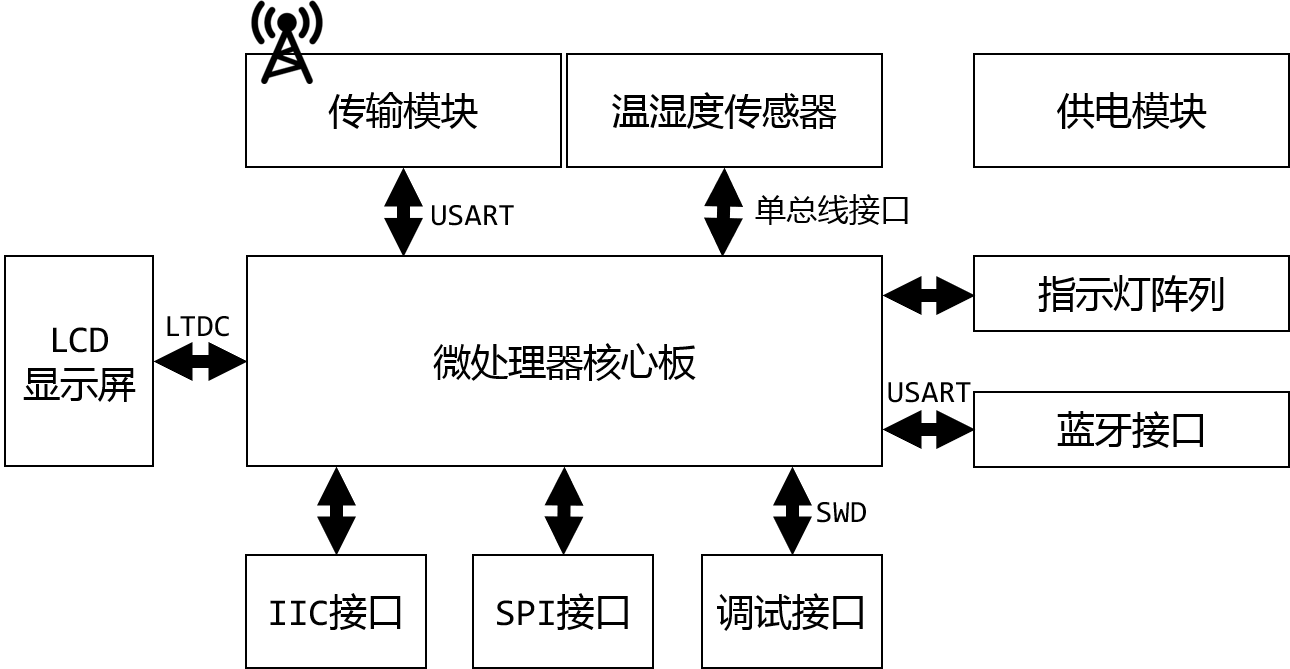 传输模块
温湿度传感器
供电模块
USART
单总线接口
LCD
显示屏
LTDC
微处理器核心板
指示灯阵列
USART
蓝牙接口
SWD
IIC接口
SPI接口
调试接口